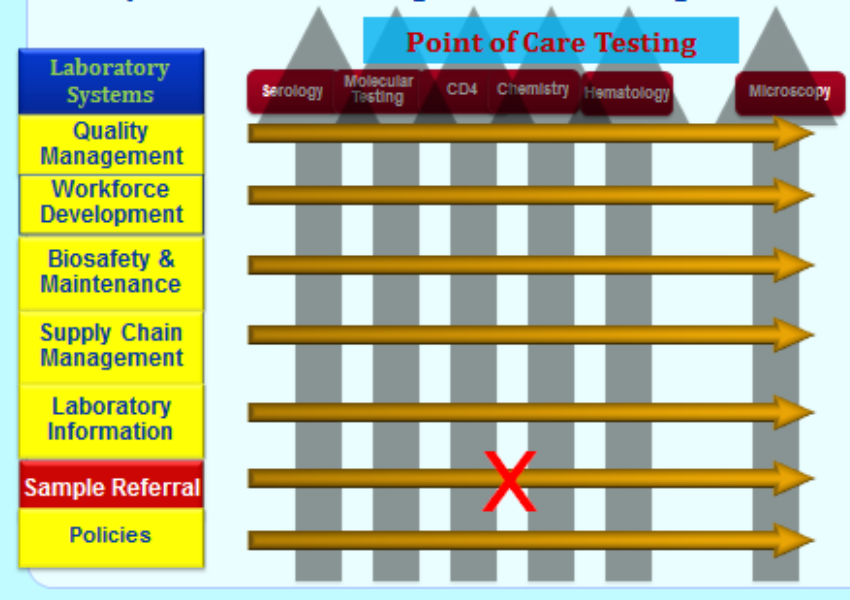 Point of Care Testing
Laboratory
Systems
Serology
Molecular
Testing
CD4
Chemistry
Hematology
Microscopy
Quality
Management
Workforce
Development
Biosafety &
Maintenance
Supply Chain
Management
Laboratory
Information
X
Sample Referral
Policies